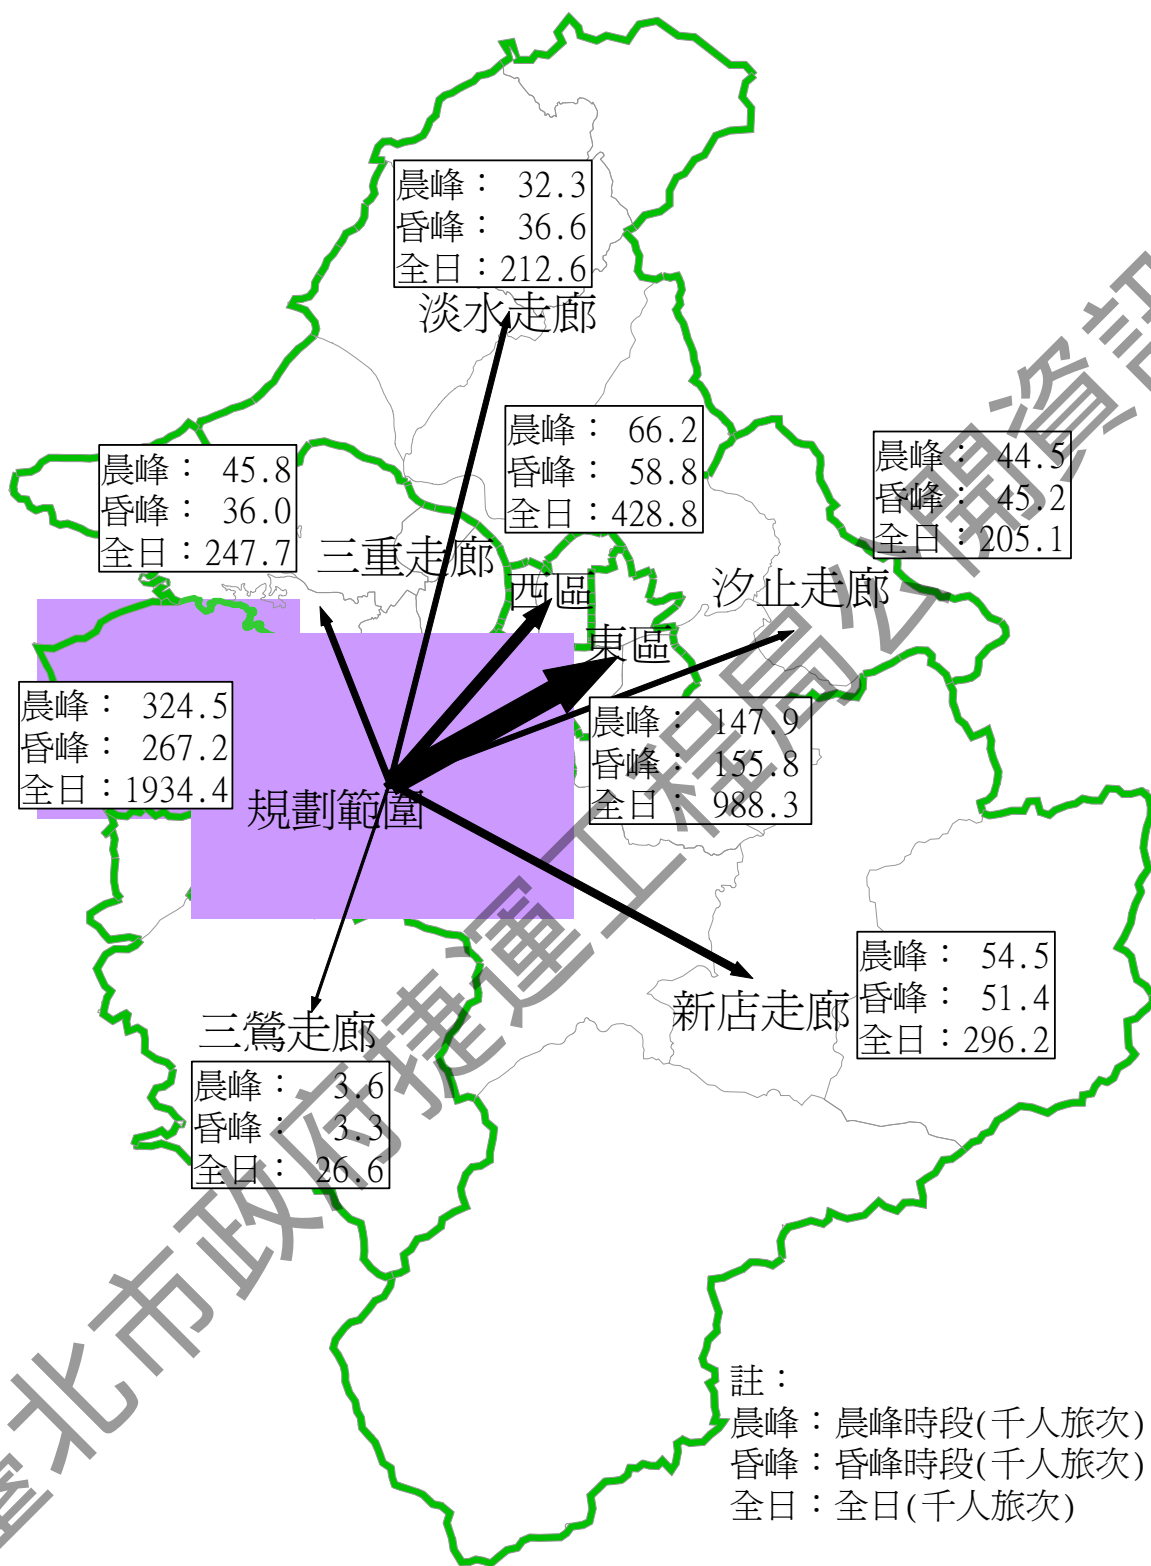 晨峰： 32.3
昏峰： 36.6
全日：212.6
淡水走廊
晨峰： 66.2
昏峰： 58.8
全日：428.8
晨峰： 45.8
昏峰： 36.0
全日：247.7
晨峰： 44.5
昏峰： 45.2
全日：205.1
三重走廊
西區
汐止走廊
東區
晨峰： 324.5
昏峰： 267.2
全日：1934.4
晨峰： 147.9
昏峰： 155.8
全日： 988.3
規劃範圍
晨峰： 54.5
昏峰： 51.4
全日：296.2
新店走廊
三鶯走廊
晨峰： 3.6
昏峰： 3.3
全日： 26.6
註：
晨峰：晨峰時段(千人旅次)
昏峰：昏峰時段(千人旅次)
全日：全日(千人旅次)
臺北市政府捷運工程局公開資訊